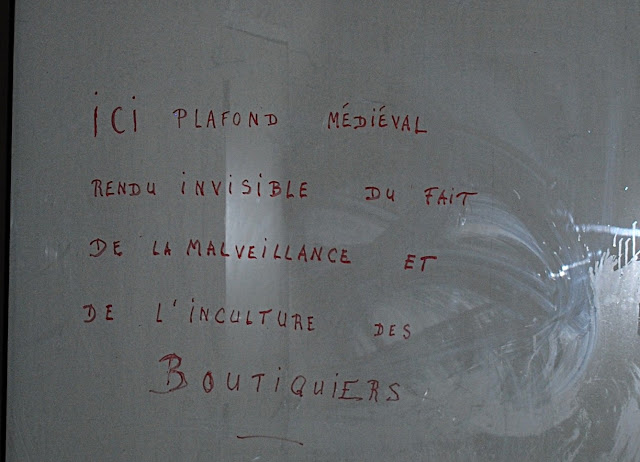 iCi PLAFOND MÉDIÉVAL
RENDU iNViSiBLE DU FAiT
DE LA MALVEiLLANCE ET
DE L'iNCULTURE DES
BOUTiQUiERS